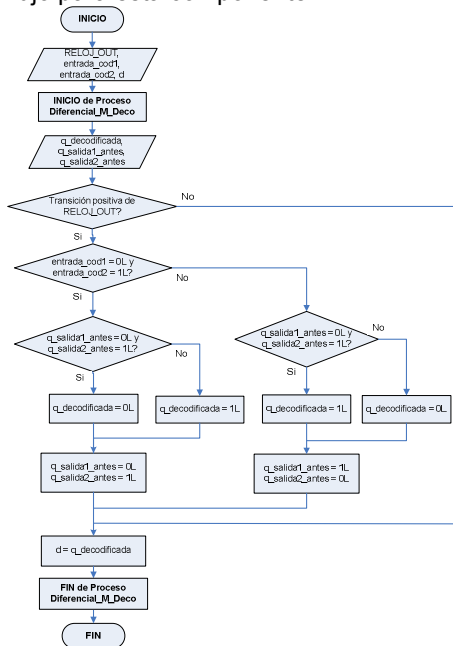 INICIO
RELOJ_OUT,
entrada_cod1,
entrada_cod2, d
INICIO de Proceso
Diferencial_M_Deco
q_decodificada,
q_salida1_antes,
q_salida2_antes
Transición positiva de
RELOJ_OUT?
No
Si
entrada_cod1 = 0L y
entrada_cod2 = 1L?
No
Si
q_salida1_antes = 0L y
q_salida2_antes = 1L?
No
Si
q_salida1_antes = 0L y
q_salida2_antes = 1L?
No
Si
q_decodificada = 0L
q_decodificada = 1L
q_decodificada = 1L
q_decodificada = 0L
q_salida1_antes = 0L
q_salida2_antes = 1L
q_salida1_antes = 1L
q_salida2_antes = 0L
d = q_decodificada
FIN de Proceso
Diferencial_M_Deco
FIN